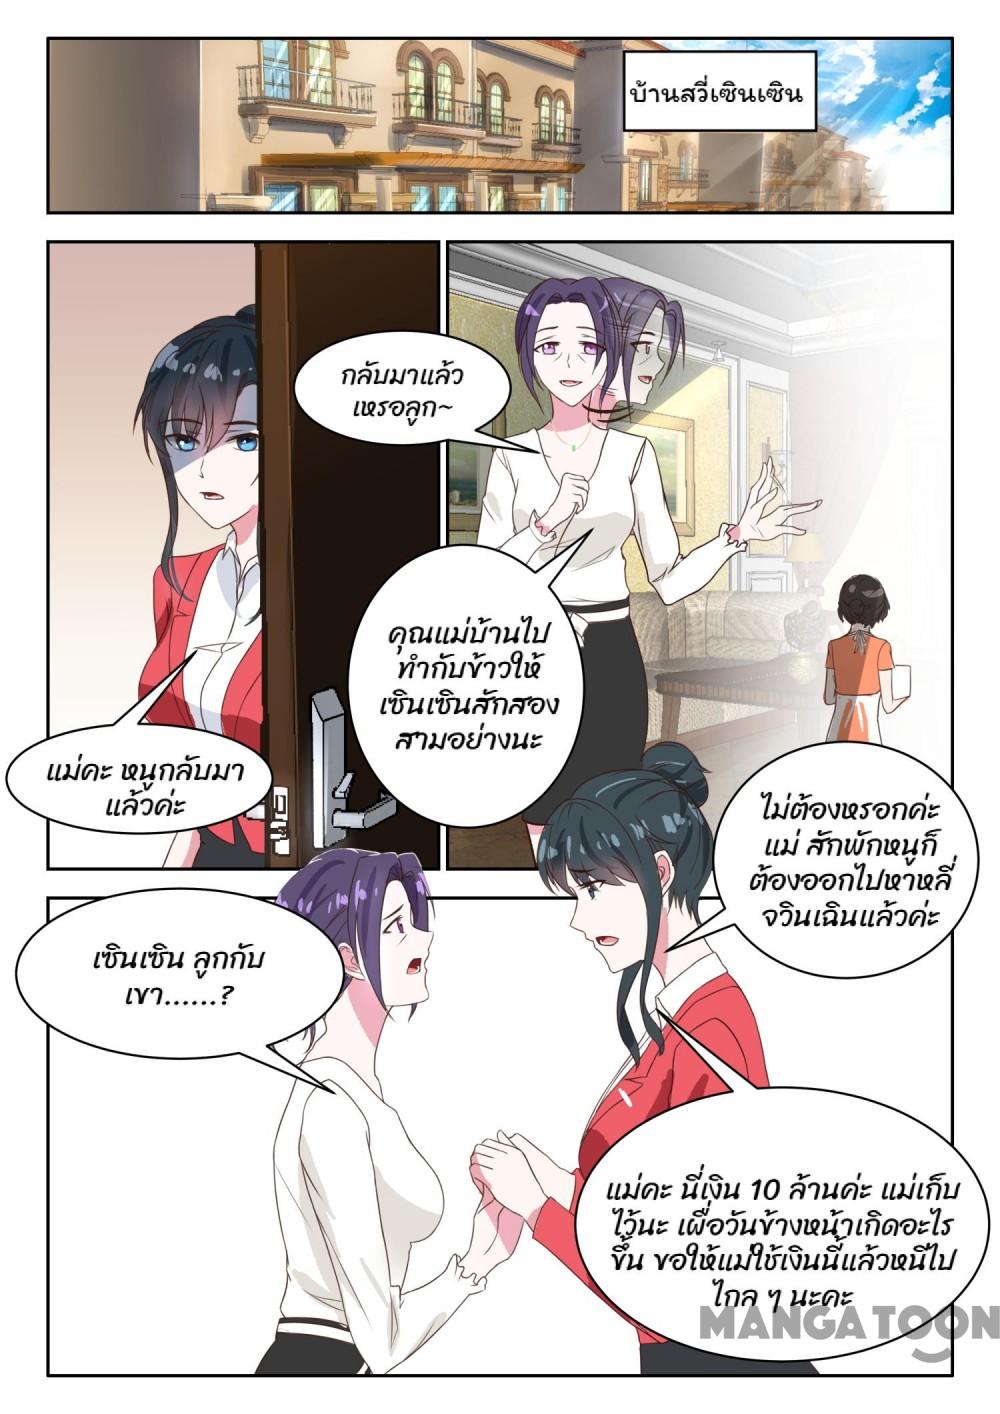 บ้านสวี่เซินเซิน
กลับมาแล้ว
เหรอลูก~
แม่คะ หนูกลับมา
แล้วค่ะ
คุณแม่บ้านไป
ทำกับข้าวให้
เซินเซินสักสอง
สามอย่างนะ
ไม่ต้องหรอกค่ะ
แม่ สักพักหนูก็
ต้องออกไปหาหลี่
จวินเฉินแล้วค่ะ
เซินเซิน ลูกกับ
เขา......?
แม่คะ นี่เงิน 10 ล้านค่ะ แม่เก็บ
ไว้นะ เผื่อวันข้างหน้าเกิดอะไร
ขึ้น ขอให้แม่ใช้เงินนี้แล้วหนีไป
ไกล ๆ นะคะ
MANGATOON